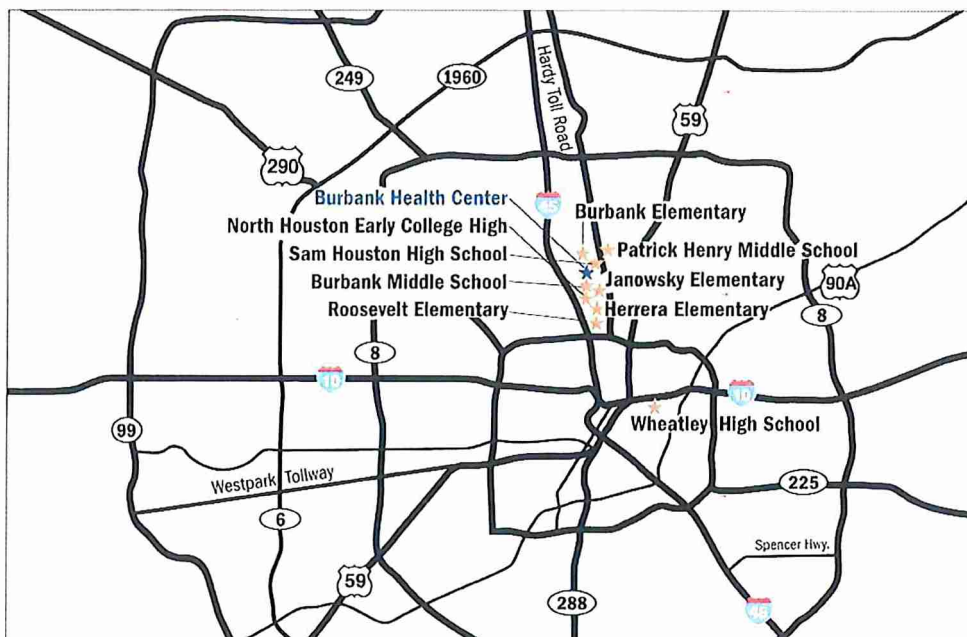 249
1960
Hardy Toll Road
59
290
Burbank Health Center
45
Burbank Elementary
North Houston Early College High
Patrick Henry Middle School
Sam Houston High School
Burbank Middle School
Janowsky Elementary
90A
Roosevelt Elementary
Herrera Elementary
8
8
10
10
99
Wheatley High School
Westpark Tollway
225
6
Spencer Hwy.
59
288